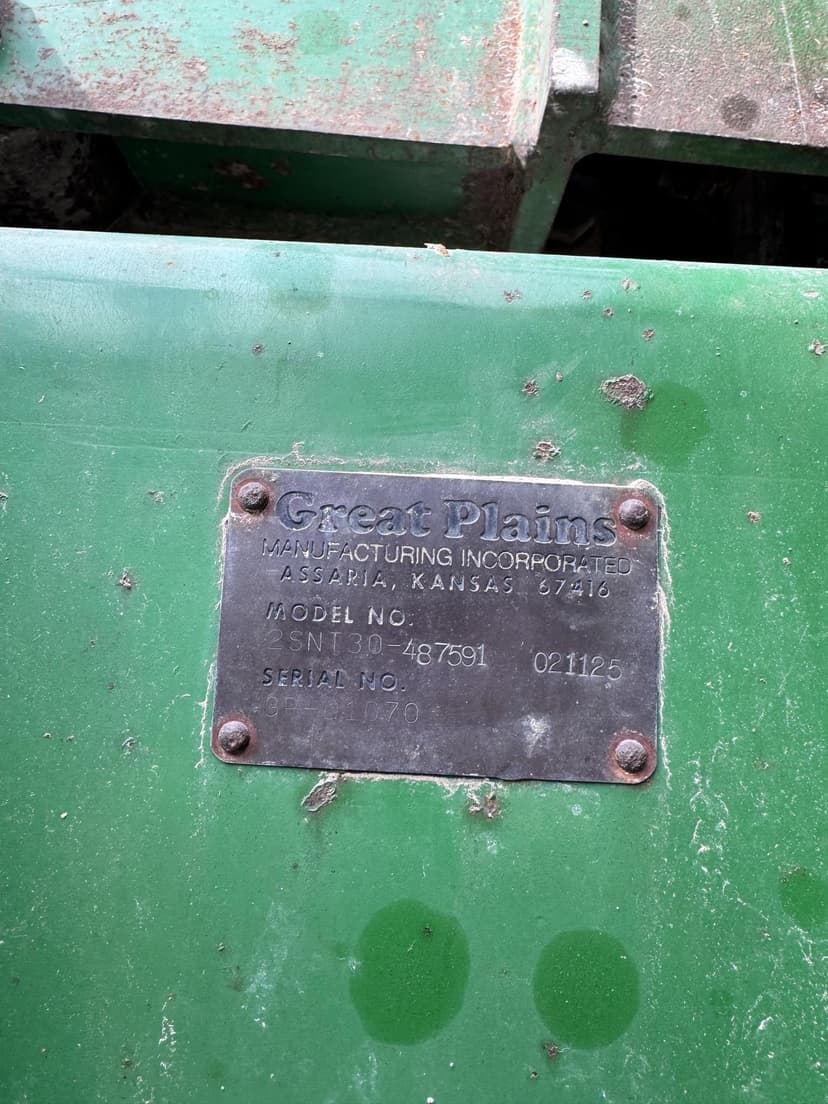 Great Plains
MANUFACTURING INCORPORATED
ASSARIA, KANSAS 67416
MODEL NO.
2SNT30-487591 021125
SERIAL NO.